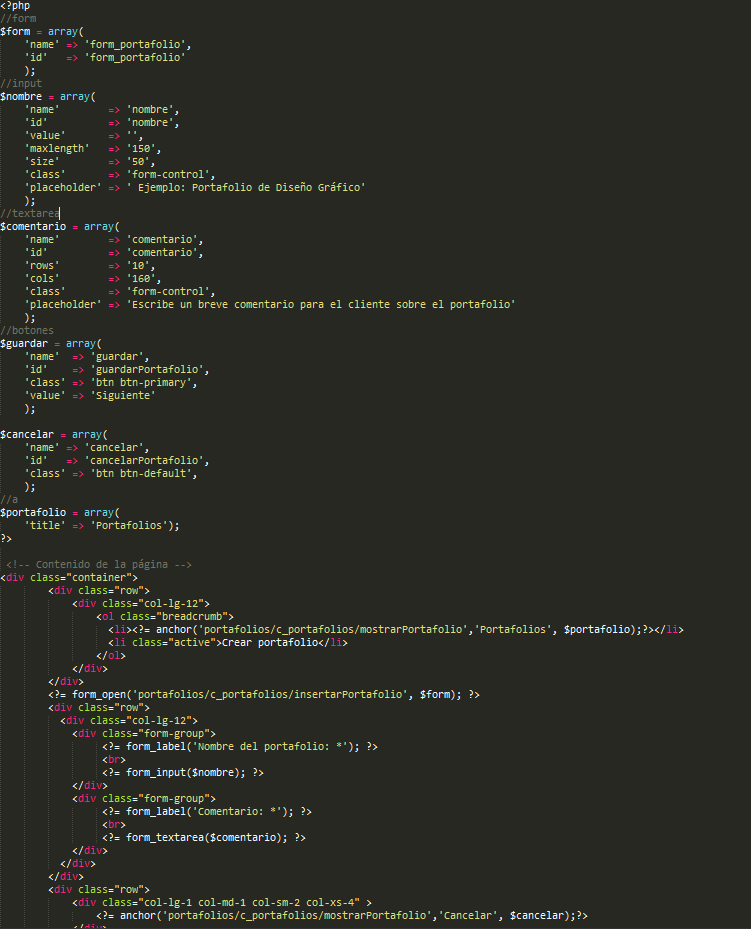 <?php
//form
$form = array(
    'name' => 'form_portafolio',
    'id'   => 'form_portafolio'
    );
//input
$nombre = array(
    'name'        => 'nombre',
    'id'          => 'nombre',
    'value'       => '',
    'maxlength'   => '150',
    'size'        => '50',
    'class'       => 'form-control',
    'placeholder' => ' Ejemplo: Portafolio de Diseño Gráfico'
    );
//textarea
$comentario = array(
    'name'        => 'comentario',
    'id'          => 'comentario',
    'rows'        => '10',
    'cols'        => '160',
    'class'       => 'form-control',
    'placeholder' => 'Escribe un breve comentario para el cliente sobre el portafolio'
    );
//botones
$guardar = array(
    'name'  => 'guardar',
    'id'    => 'guardarPortafolio',
    'class' => 'btn btn-primary',
    'value' => 'Siguiente'
    );

$cancelar = array(
    'name' => 'cancelar',
    'id'   => 'cancelarPortafolio',
    'class' => 'btn btn-default',
    );
//a
$portafolio = array(
    'title' => 'Portafolios');
?>

 <!-- Contenido de la página -->
<div class="container">
        <div class="row">
            <div class="col-lg-12">
                <ol class="breadcrumb">
                  <li><?= anchor('portafolios/c_portafolios/mostrarPortafolio','Portafolios', $portafolio);?></li>
                  <li class="active">Crear portafolio</li>
                </ol>
            </div>
        </div>
        <?= form_open('portafolios/c_portafolios/insertarPortafolio', $form); ?>
        <div class="row">
          <div class="col-lg-12">
            <div class="form-group">
                 <?= form_label('Nombre del portafolio: *'); ?>
                 <br>
                 <?= form_input($nombre); ?>
            </div>
            <div class="form-group">
                 <?= form_label('Comentario: *'); ?>
                 <br>
                 <?= form_textarea($comentario); ?>
            </div>
          </div>
        </div>
        <div class="row">
            <div class="col-lg-1 col-md-1 col-sm-2 col-xs-4" >
                <?= anchor('portafolios/c_portafolios/mostrarPortafolio','Cancelar', $cancelar);?>
            </div>